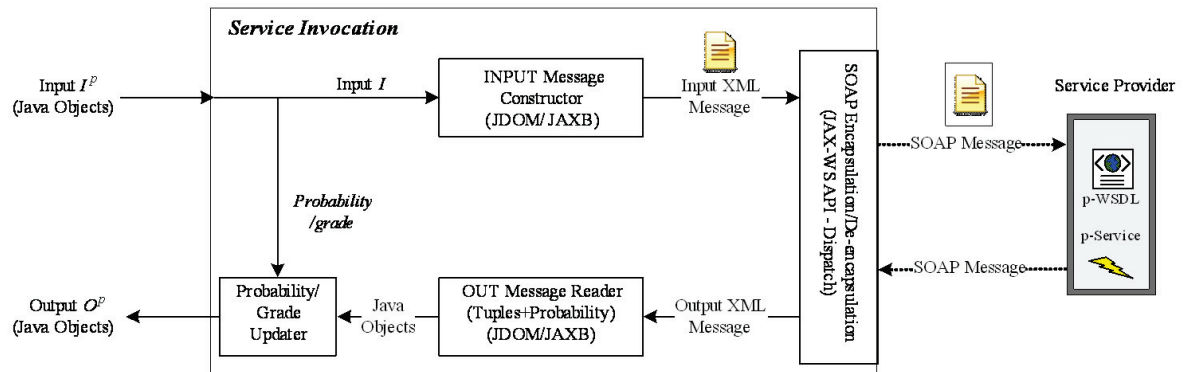 Service Invocation
Input I^p
(Java Objects)
Input I
INPUT Message
Constructor
(JDOM/JAXB)
Input XML
Message
SOAP Encapsulation/De-encapsulation
(JAX-WS API - Dispatch)
SOAP Message
Service Provider
p-WSDL
p-Service
SOAP Message
Probability
/grade
Output O^p
(Java Objects)
Probability/
Grade
Updater
Java
Objects
OUT Message Reader
(Tuples+Probability)
(JDOM/JAXB)
Output XML
Message